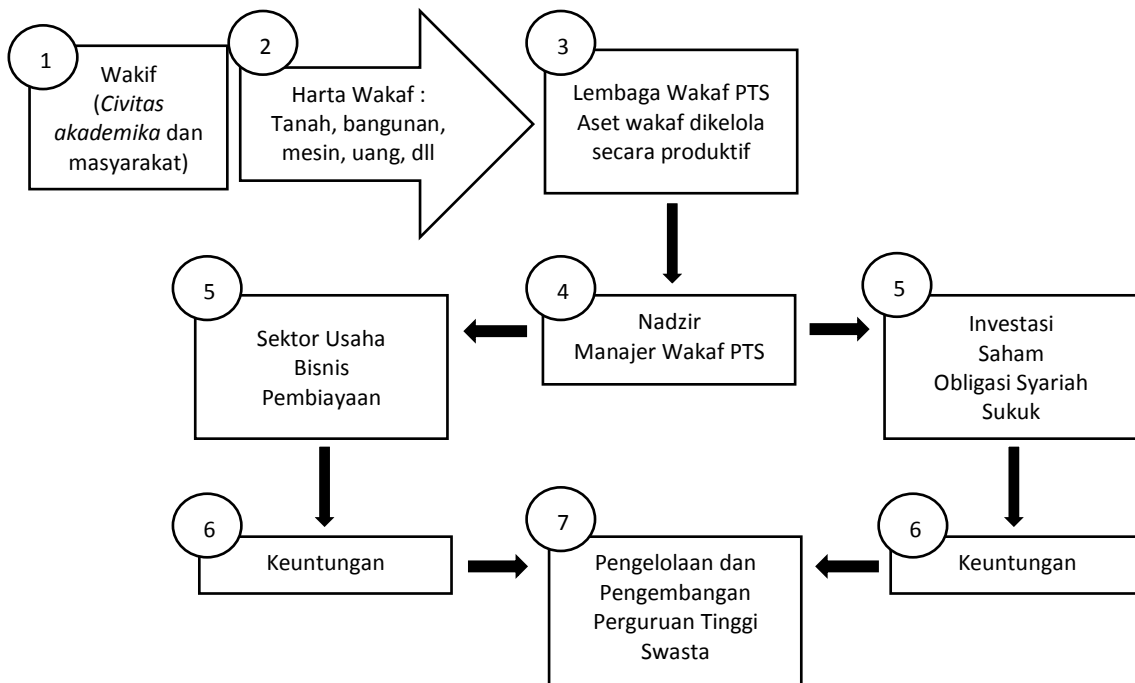 1
Wakif
(Civitas
akademika dan
masyarakat)
2
Harta Wakaf :
Tanah, bangunan,
mesin, uang, dll
3
Lembaga Wakaf PTS
Aset wakaf dikelola
secara produktif
4
Nadzir
Manajer Wakaf PTS
5
Sektor Usaha
Bisnis
Pembiayaan
5
Investasi
Saham
Obligasi Syariah
Sukuk
6
Keuntungan
7
Pengelolaan dan
Pengembangan
Perguruan Tinggi
Swasta
6
Keuntungan